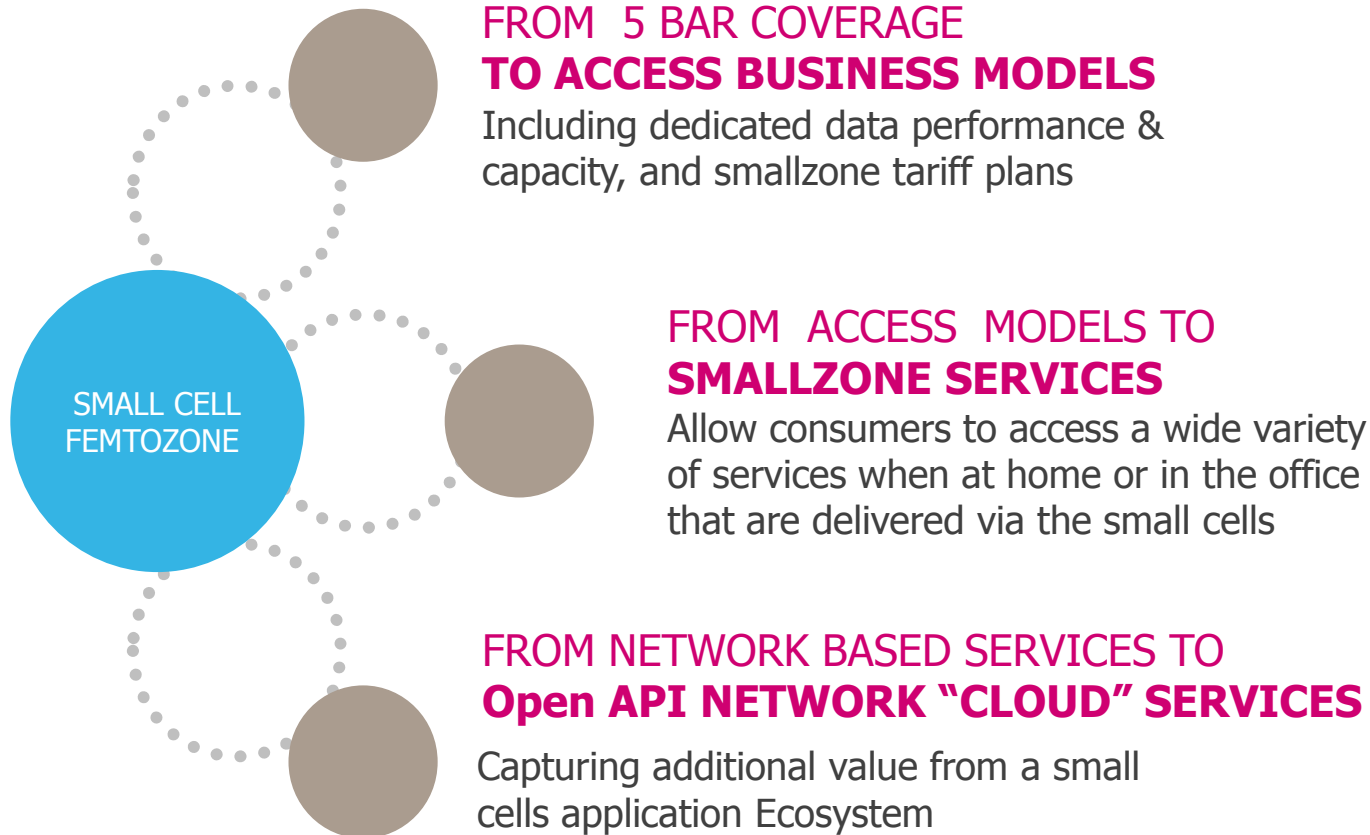 FROM 5 BAR COVERAGE
TO ACCESS BUSINESS MODELS
Including dedicated data performance &
capacity, and smallzone tariff plans
SMALL CELL
FEMTOZONE
FROM ACCESS MODELS TO
SMALLZONE SERVICES
Allow consumers to access a wide variety
of services when at home or in the office
that are delivered via the small cells
FROM NETWORK BASED SERVICES TO
Open API NETWORK “CLOUD” SERVICES
Capturing additional value from a small
cells application Ecosystem